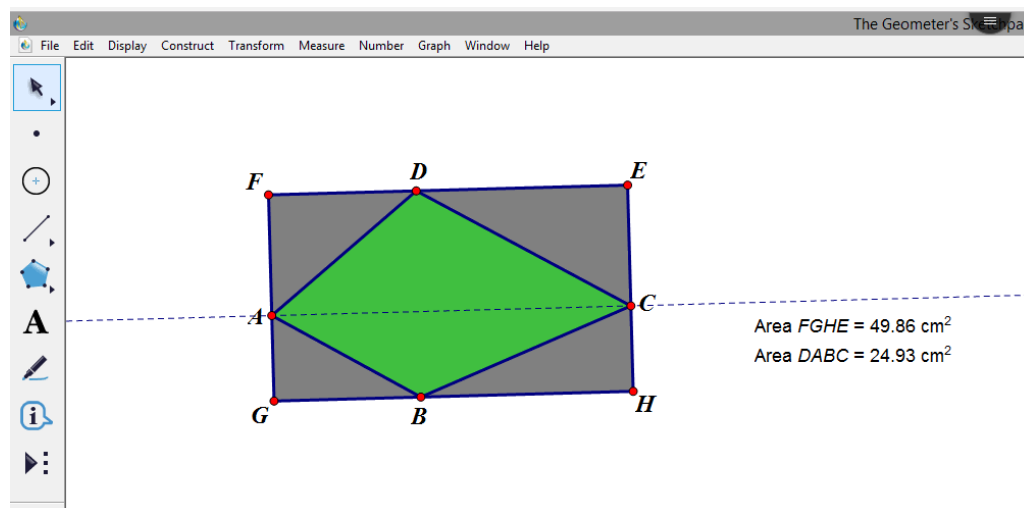 The Geometer's Sketchpa
File Edit Display Construct Transform Measure Number Graph Window Help
A
F
D
E
A
C
G
B
H
Area FGHE = 49.86 cm²
Area DABC = 24.93 cm²